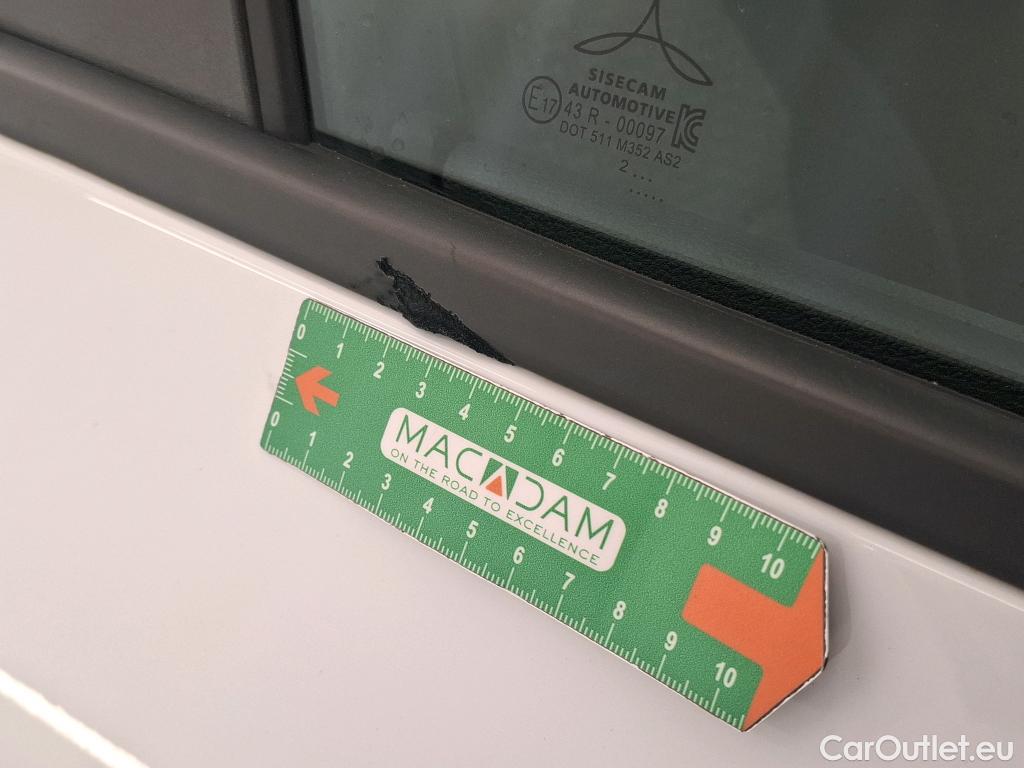 SISECAM
AUTOMOTIVE
E17 43 R - 00097
DOT 511 M352 AS2
2 ...
.....
0 1 2 3 4 5 6 7 8 9 10
MACADAM
ON THE ROAD TO EXCELLENCE
0 1 2 3 4 5 6 7 8 9 10
CarOutlet.eu